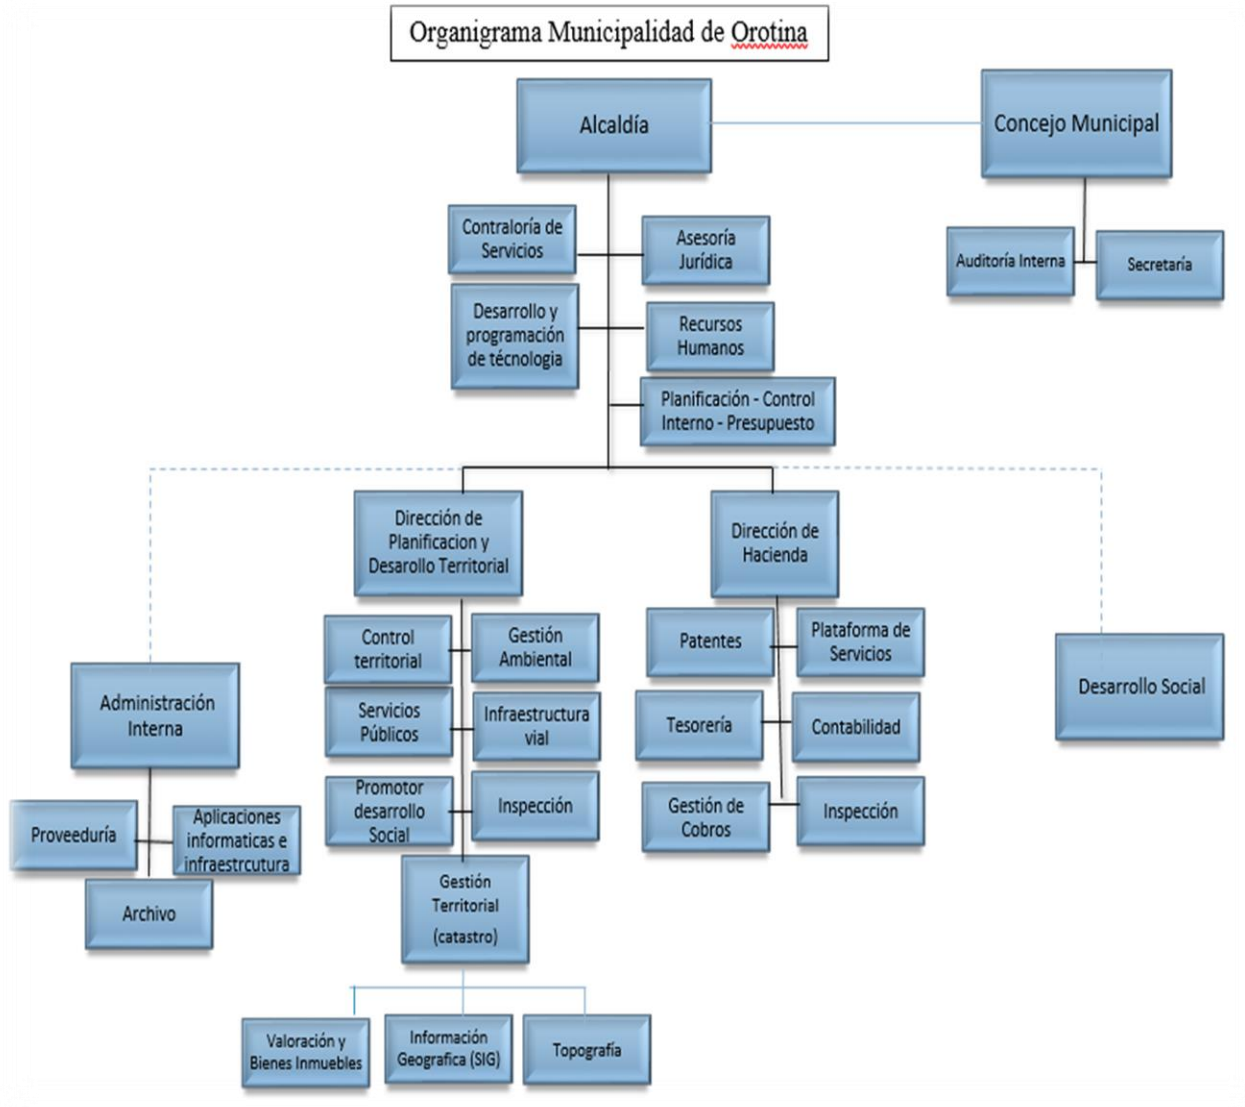 Organigrama Municipalidad de Orotina
Alcaldía
Concejo Municipal
Contraloría de
Servicios
Asesoría
Jurídica
Auditoría Interna
Secretaría
Desarrollo y
programación
de técnologia
Recursos
Humanos
Planificación - Control
Interno - Presupuesto
Dirección de
Planificacion y
Desarollo Territorial
Dirección de
Hacienda
Control
territorial
Gestión
Ambiental
Patentes
Plataforma de
Servicios
Administración
Interna
Servicios
Públicos
Infraestructura
vial
Tesorería
Contabilidad
Desarrollo Social
Proveeduría
Aplicaciones
informaticas e
infraestrcutura
Promotor
desarrollo
Social
Inspección
Gestión de
Cobros
Inspección
Archivo
Gestión
Territorial
(catastro)
Valoración y
Bienes Inmuebles
Información
Geografica (SIG)
Topografía